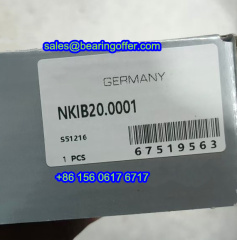 sales@bearingoffer.com
GERMANY
NKIB20.0001
S51216
1 PCS
67519563
+86 156 0617 6717